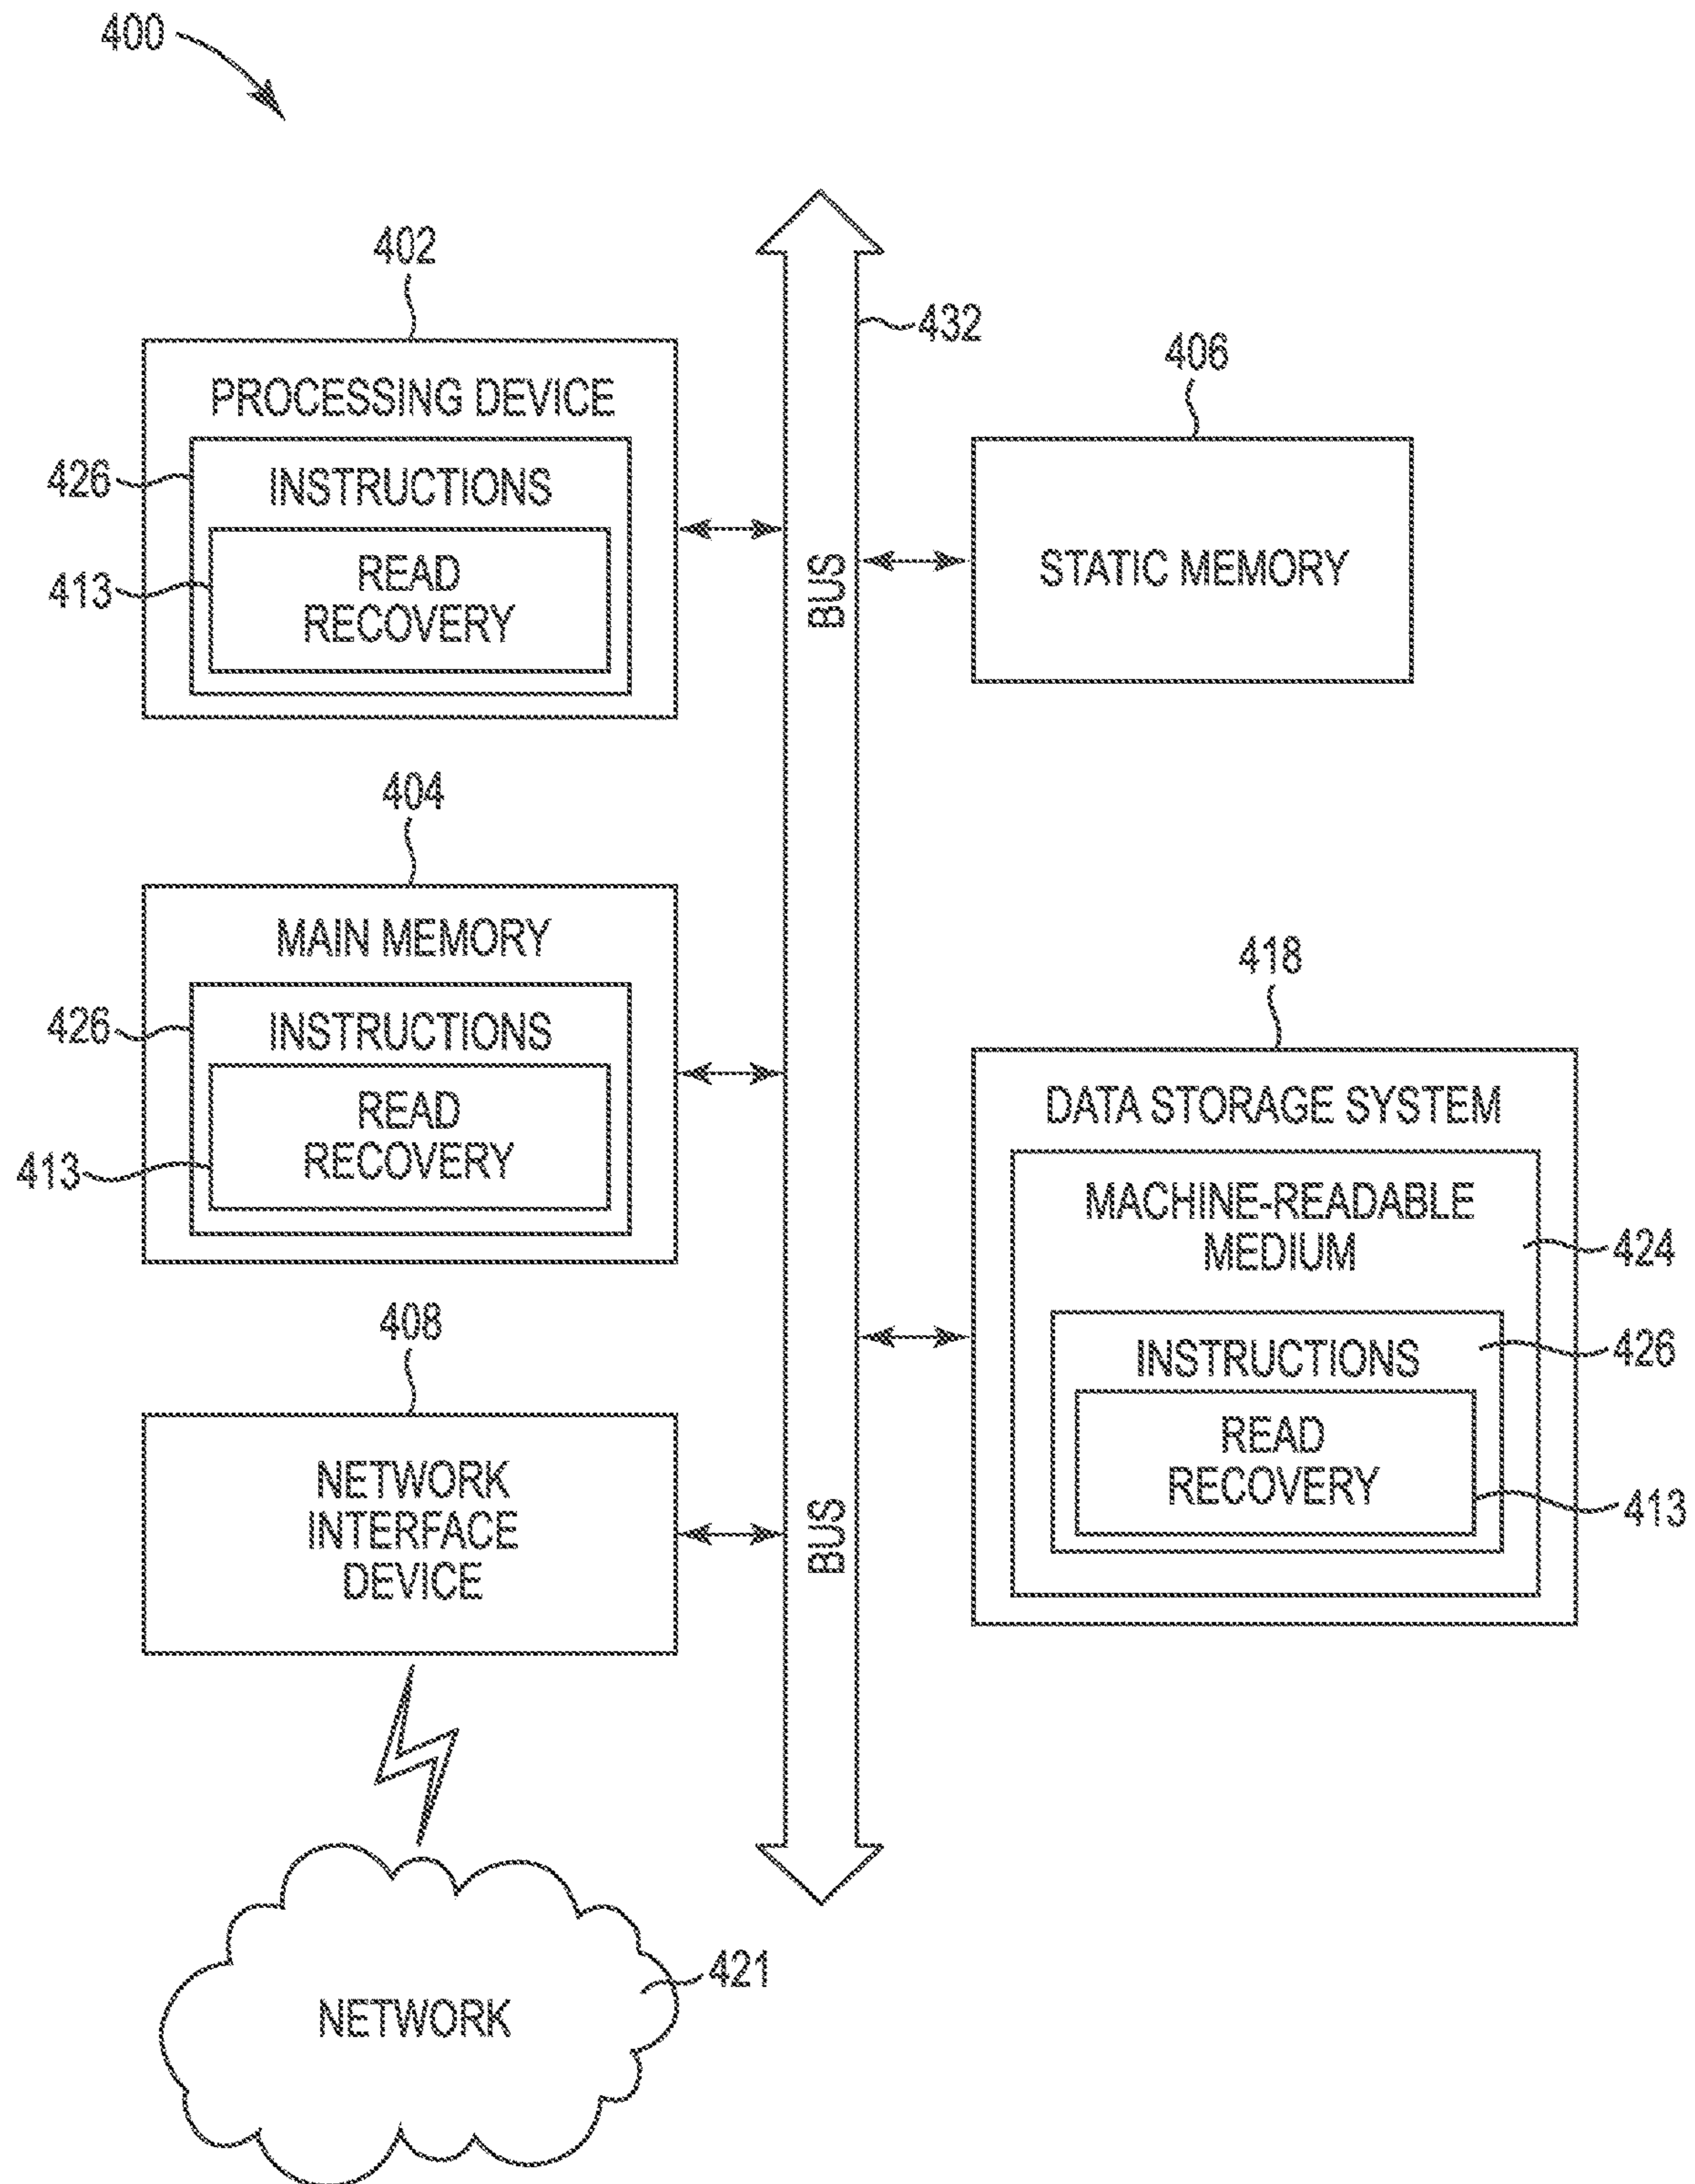 400
402
432
406
PROCESSING DEVICE
426
INSTRUCTIONS
413
READ
RECOVERY
BUS
STATIC MEMORY
404
MAIN MEMORY
426
INSTRUCTIONS
413
READ
RECOVERY
418
DATA STORAGE SYSTEM
MACHINE-READABLE
MEDIUM
424
INSTRUCTIONS
426
READ
RECOVERY
413
408
NETWORK
INTERFACE
DEVICE
BUS
421
NETWORK